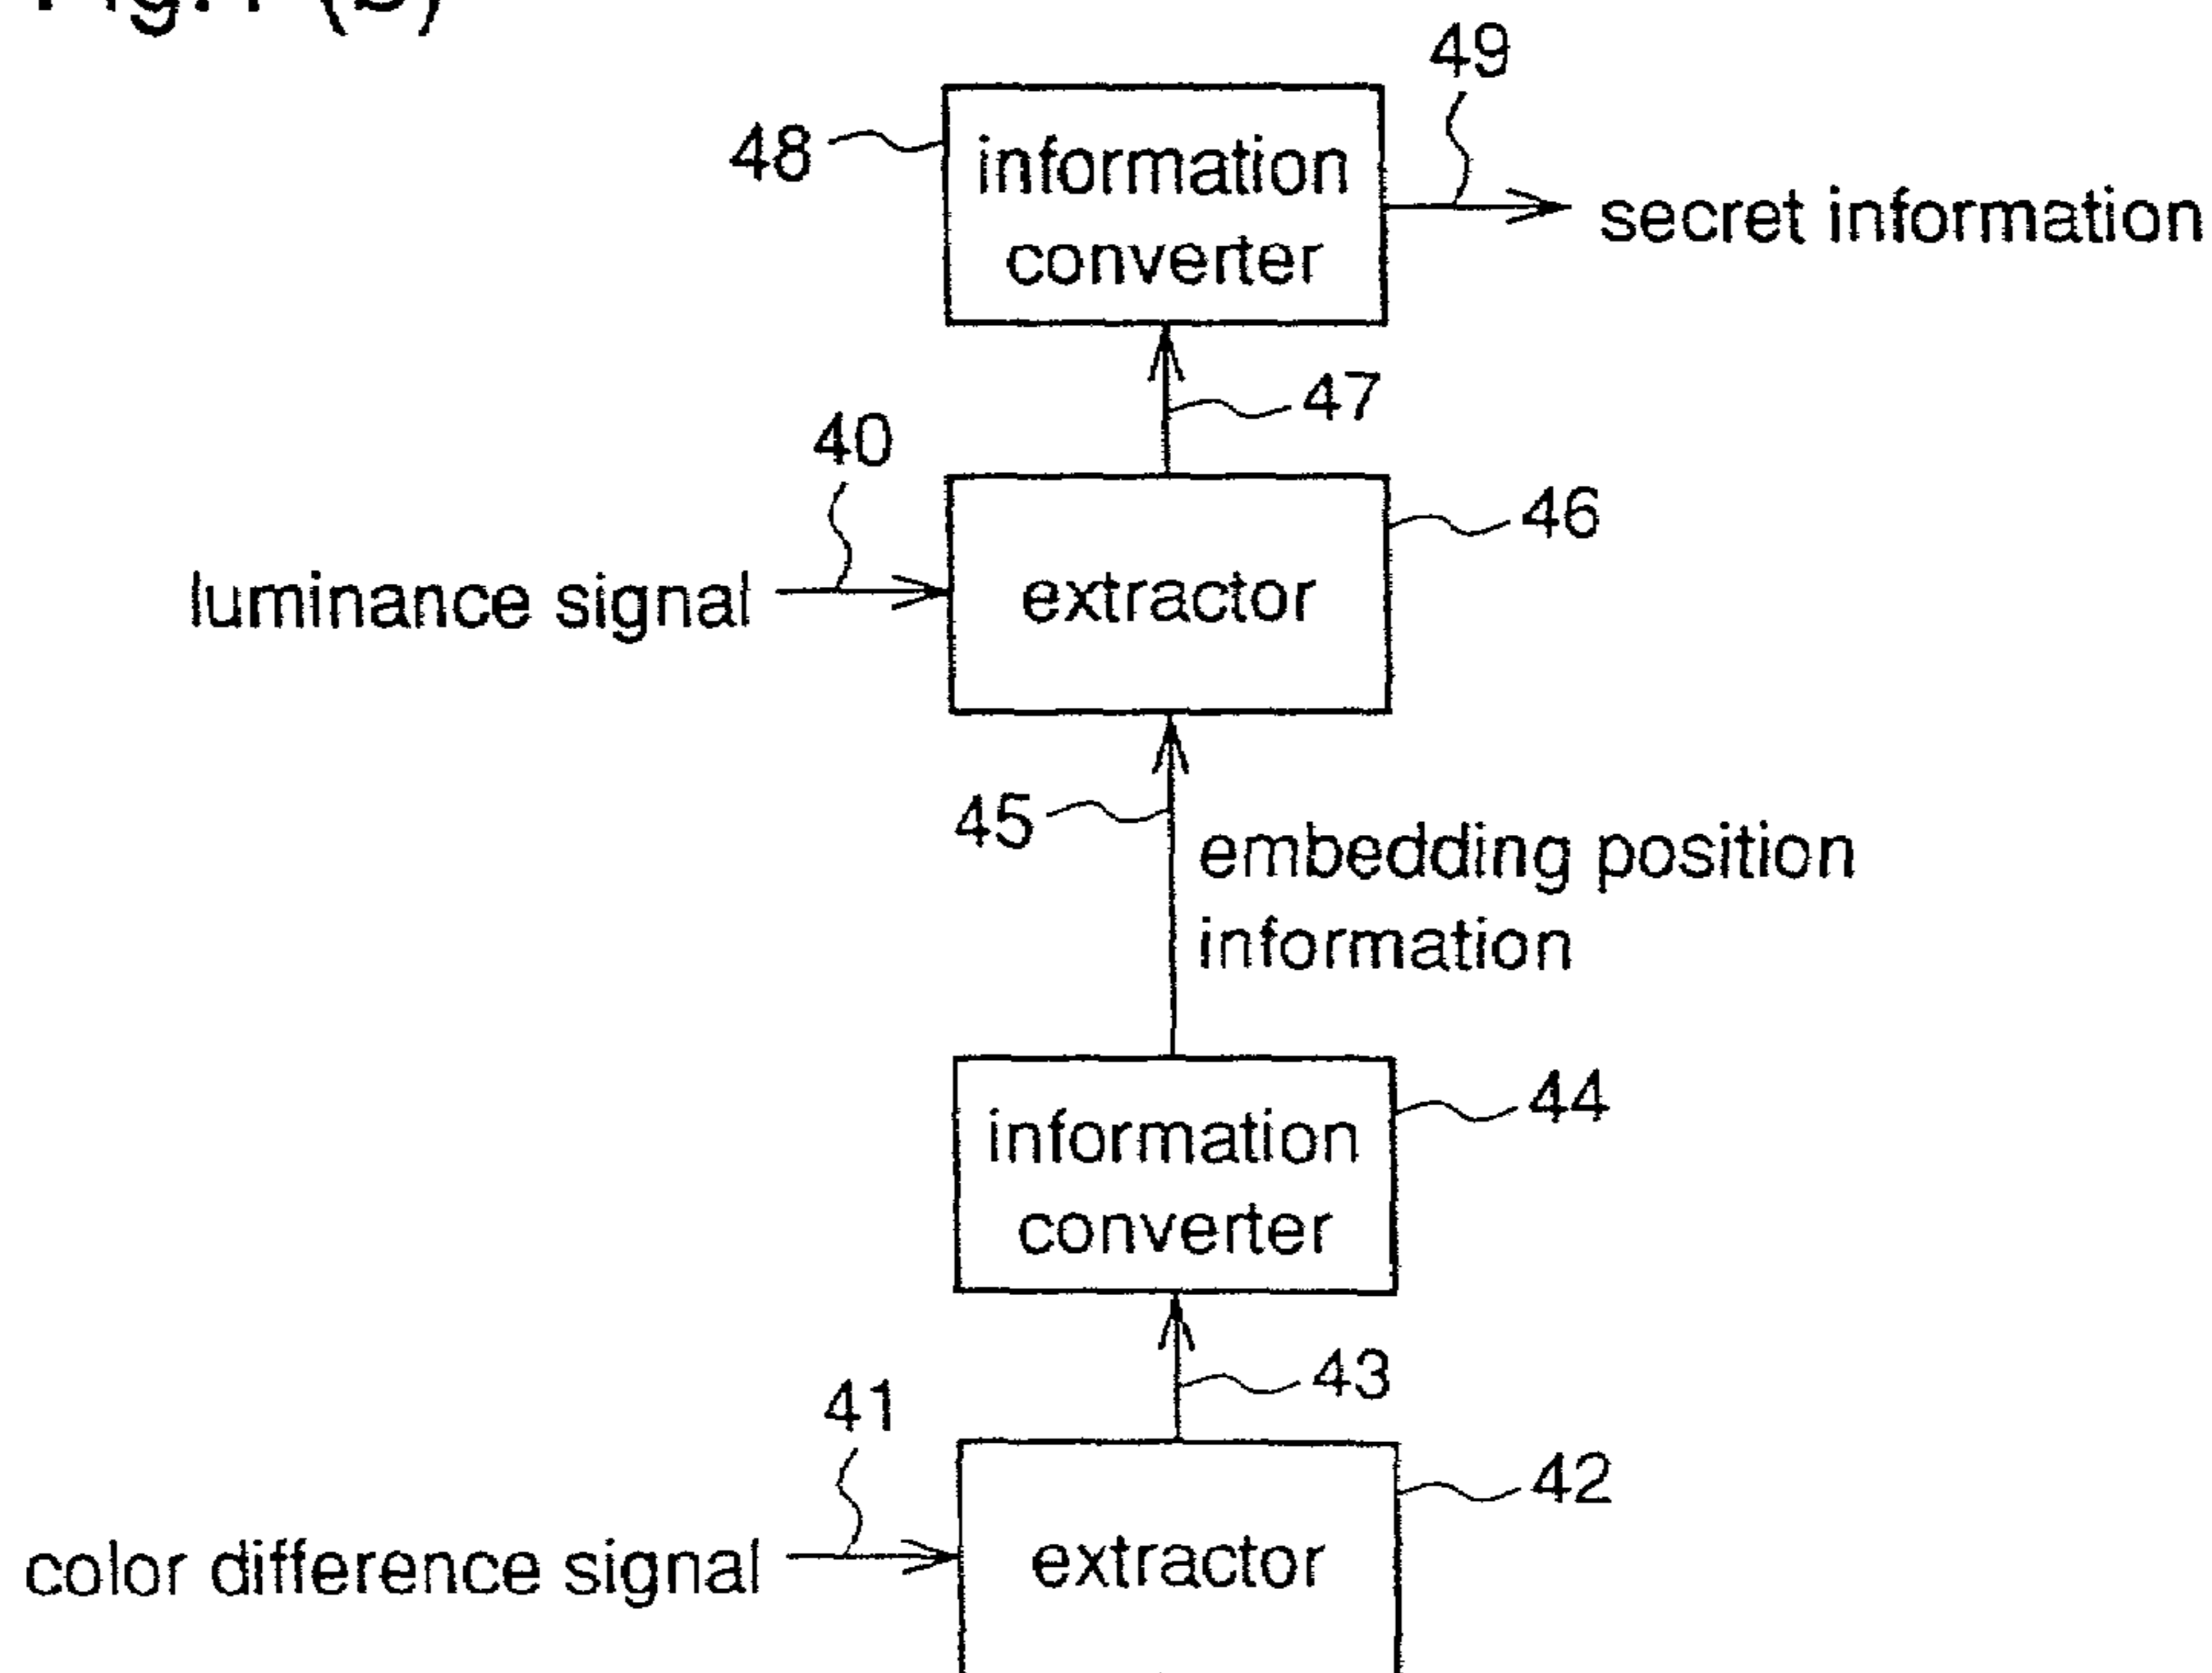 49
48
information
converter
secret information
47
40
46
luminance signal
extractor
45
embedding position
information
44
information
converter
43
41
42
color difference signal
extractor